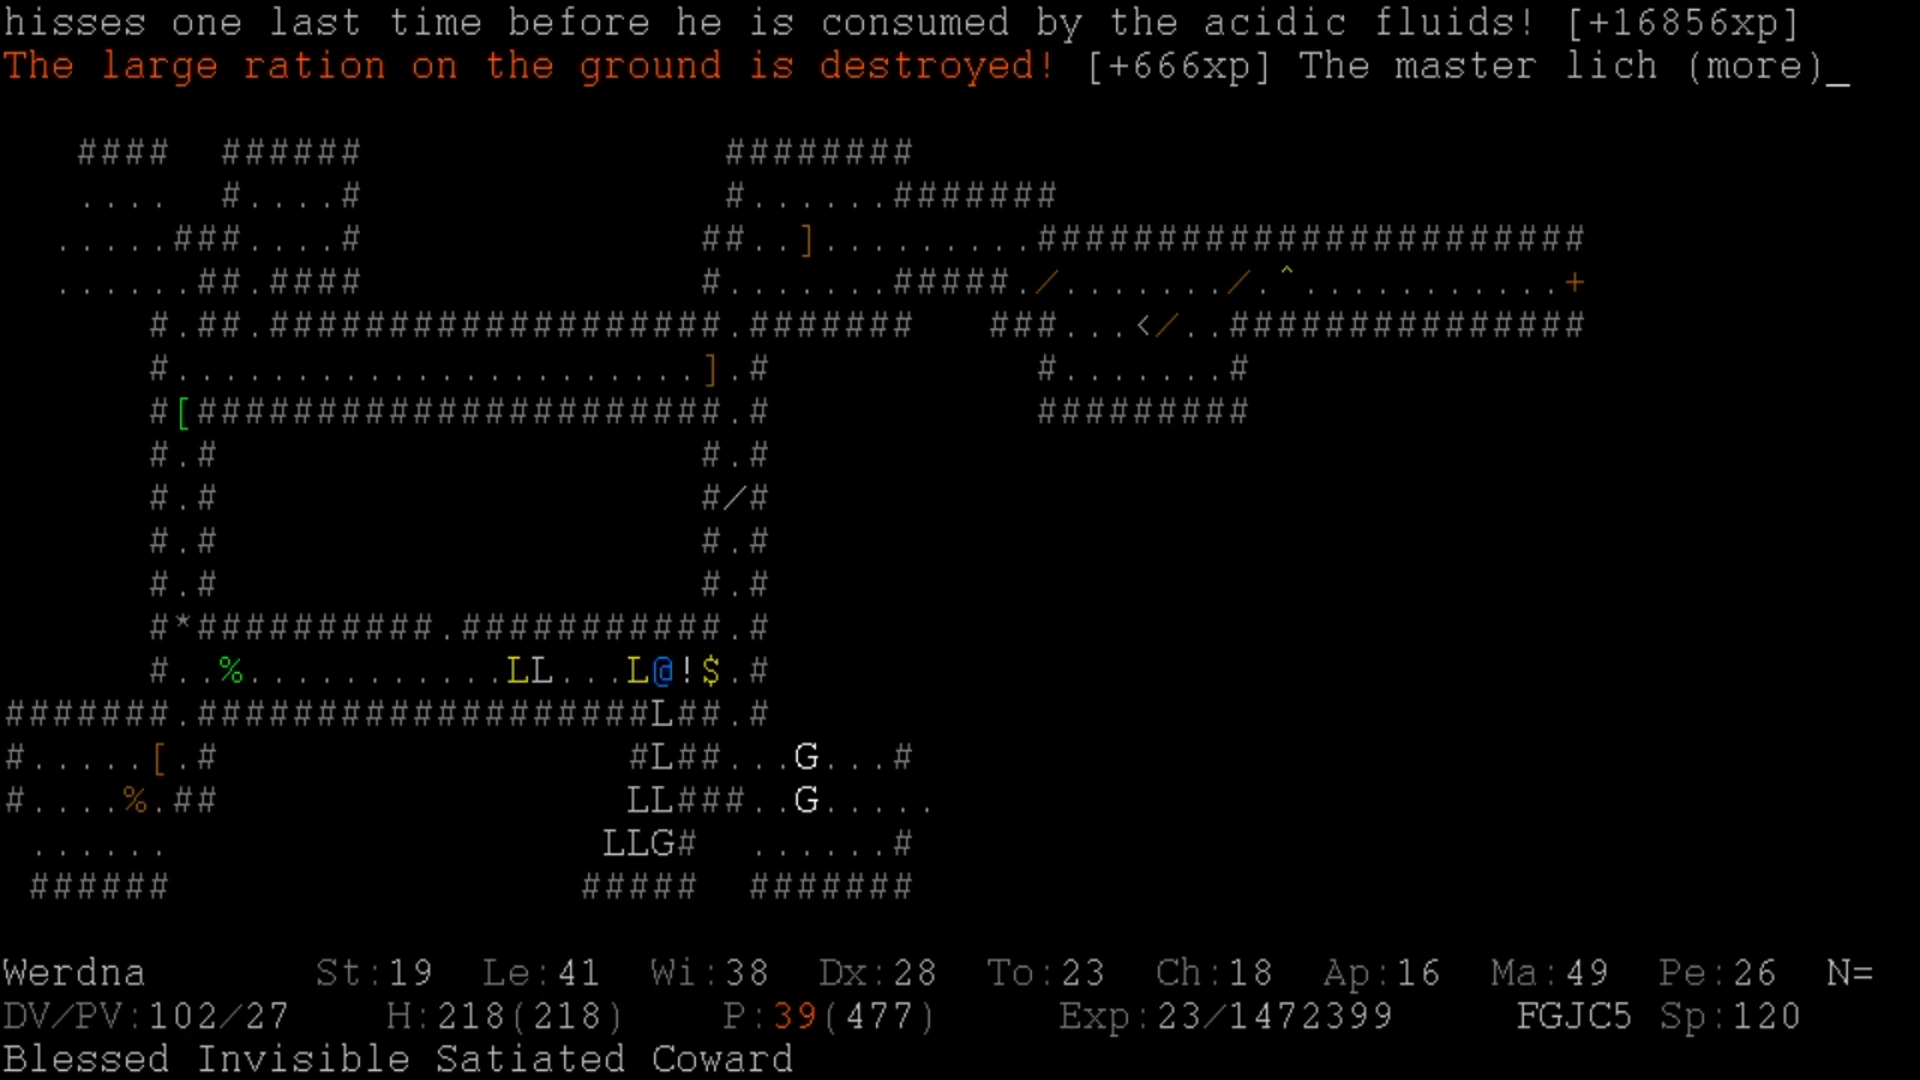 hisses one last time before he is consumed by the acidic fluids! [+16856xp]
The large ration on the ground is destroyed! [+666xp] The master lich (more)_
####  ######               ########
....  #....#               #......#######
.....###....#              ##..].........#######################
......##.####              #.......#####./......./.^...........+
#.##.###################.#######   ###...</..###############
#......................].#           #.......#
#[######################.#           #########
#.#                    #.#
#.#                    #/#
#.#                    #.#
#.#                    #.#
#*##########.###########.#
#..%...........LL....L@!$.#
#######.###################L##.#
#.....[.#                 #L##...G...#
#....%.##                 LL###..G.....
......                   LLG#  ......#
######                  #####  #######
Werdna St:19 Le:41 Wi:38 Dx:28 To:23 Ch:18 Ap:16 Ma:49 Pe:26 N=
DV/PV:102/27 H:218(218) P:39(477) Exp:23/1472399 FGJC5 Sp:120
Blessed Invisible Satiated Coward